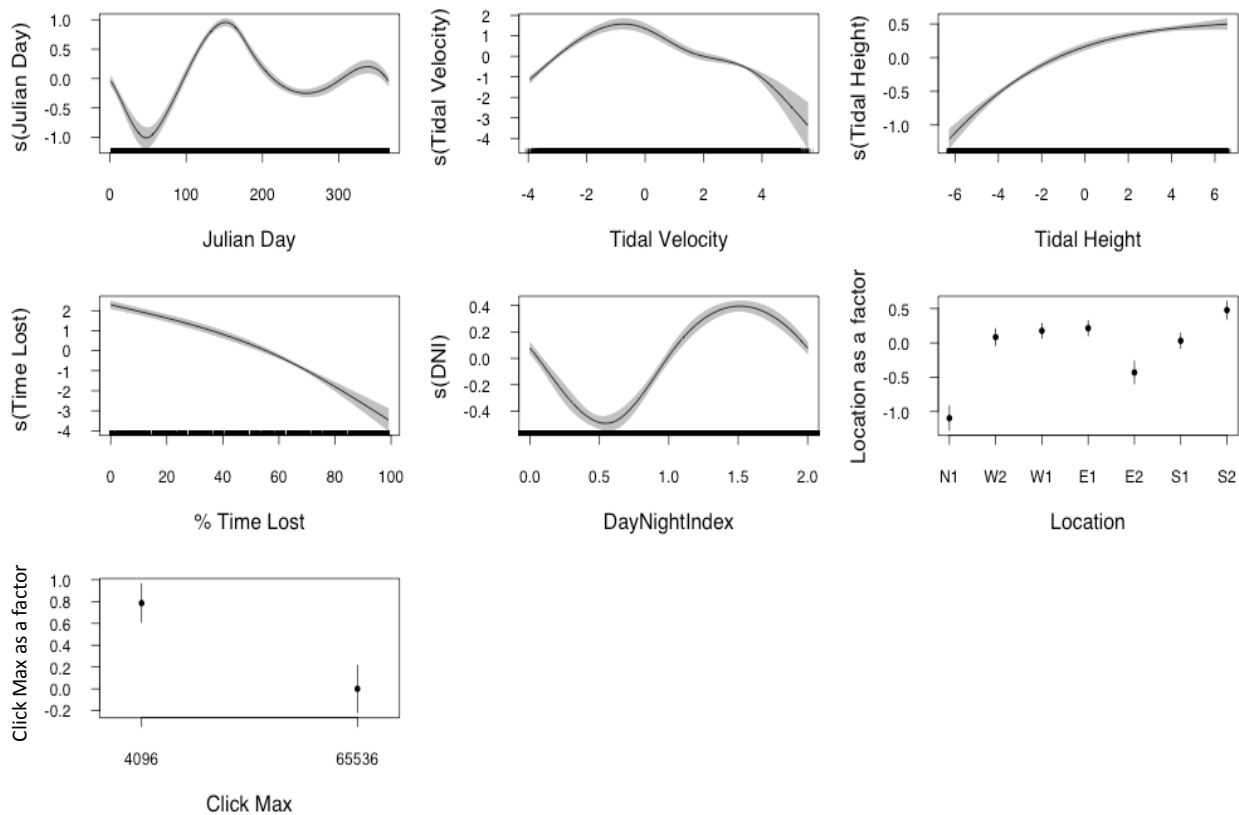 s(Julian Day)
1.0
0.5
0.0
-0.5
-1.0
0 100 200 300
Julian Day
s(Tidal Velocity)
2
1
0
-1
-2
-3
-4
-4 -2 0 2 4
Tidal Velocity
s(Tidal Height)
0.5
0.0
-0.5
-1.0
-6 -4 -2 0 2 4 6
Tidal Height
s(Time Lost)
2
1
0
-1
-2
-3
-4
0 20 40 60 80 100
% Time Lost
s(DNI)
0.4
0.2
0.0
-0.2
-0.4
0.0 0.5 1.0 1.5 2.0
DayNightIndex
Location as a factor
0.5
0.0
-0.5
-1.0
N1 W2 W1 E1 E2 S1 S2
Location
Click Max as a factor
1.0
0.8
0.6
0.4
0.2
0.0
-0.2
4096 65536
Click Max